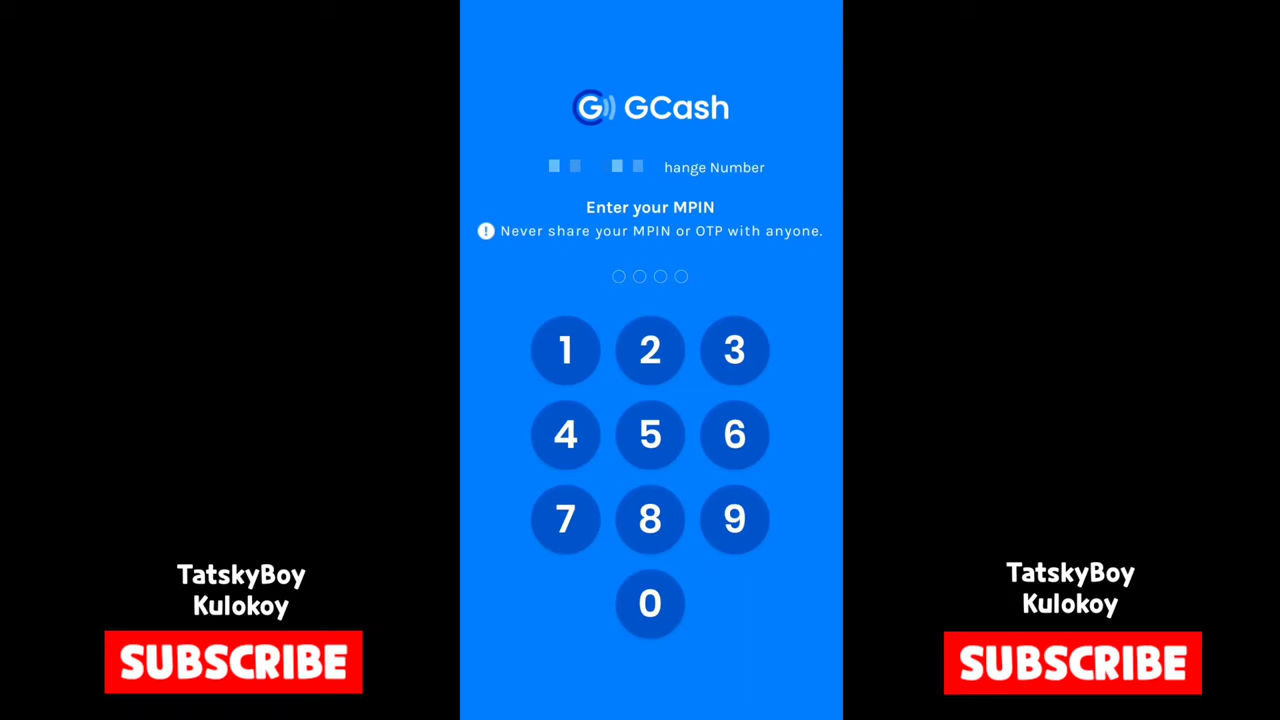 G GCash
hange Number
Enter your MPIN
! Never share your MPIN or OTP with anyone.
1 2 3
4 5 6
7 8 9
0
TatskyBoy
Kulokoy
SUBSCRIBE
TatskyBoy
Kulokoy
SUBSCRIBE